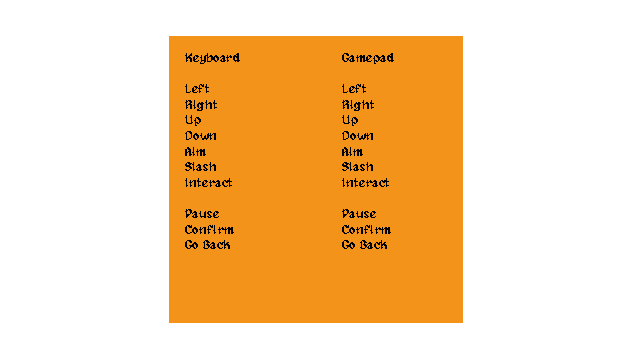 Keyboard Gamepad
Left Left
Right Right
Up Up
Down Down
Aim Aim
Slash Slash
Interact Interact
Pause Pause
Confirm Confirm
Go Back Go Back